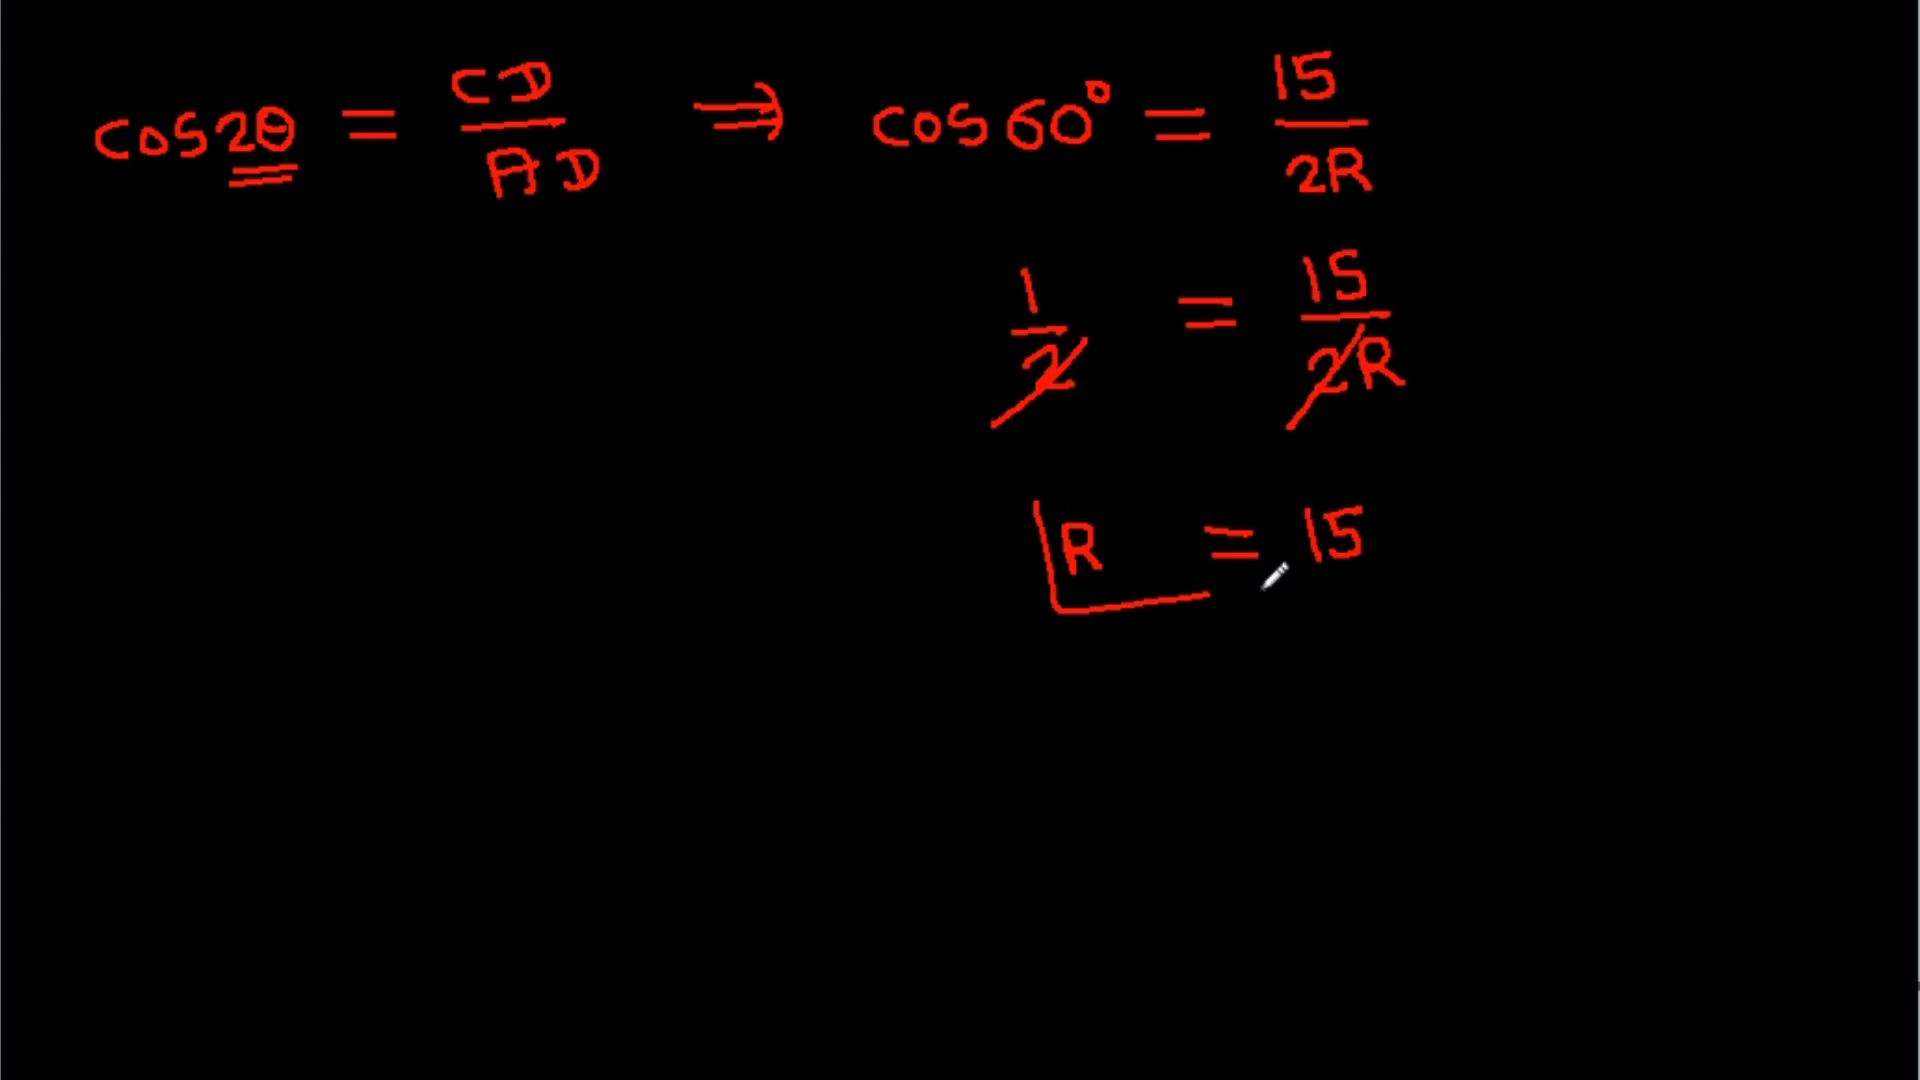 cos2θ = CD/AD ⇒ cos 60° = 15/2R
1/2 = 15/2R
R = 15